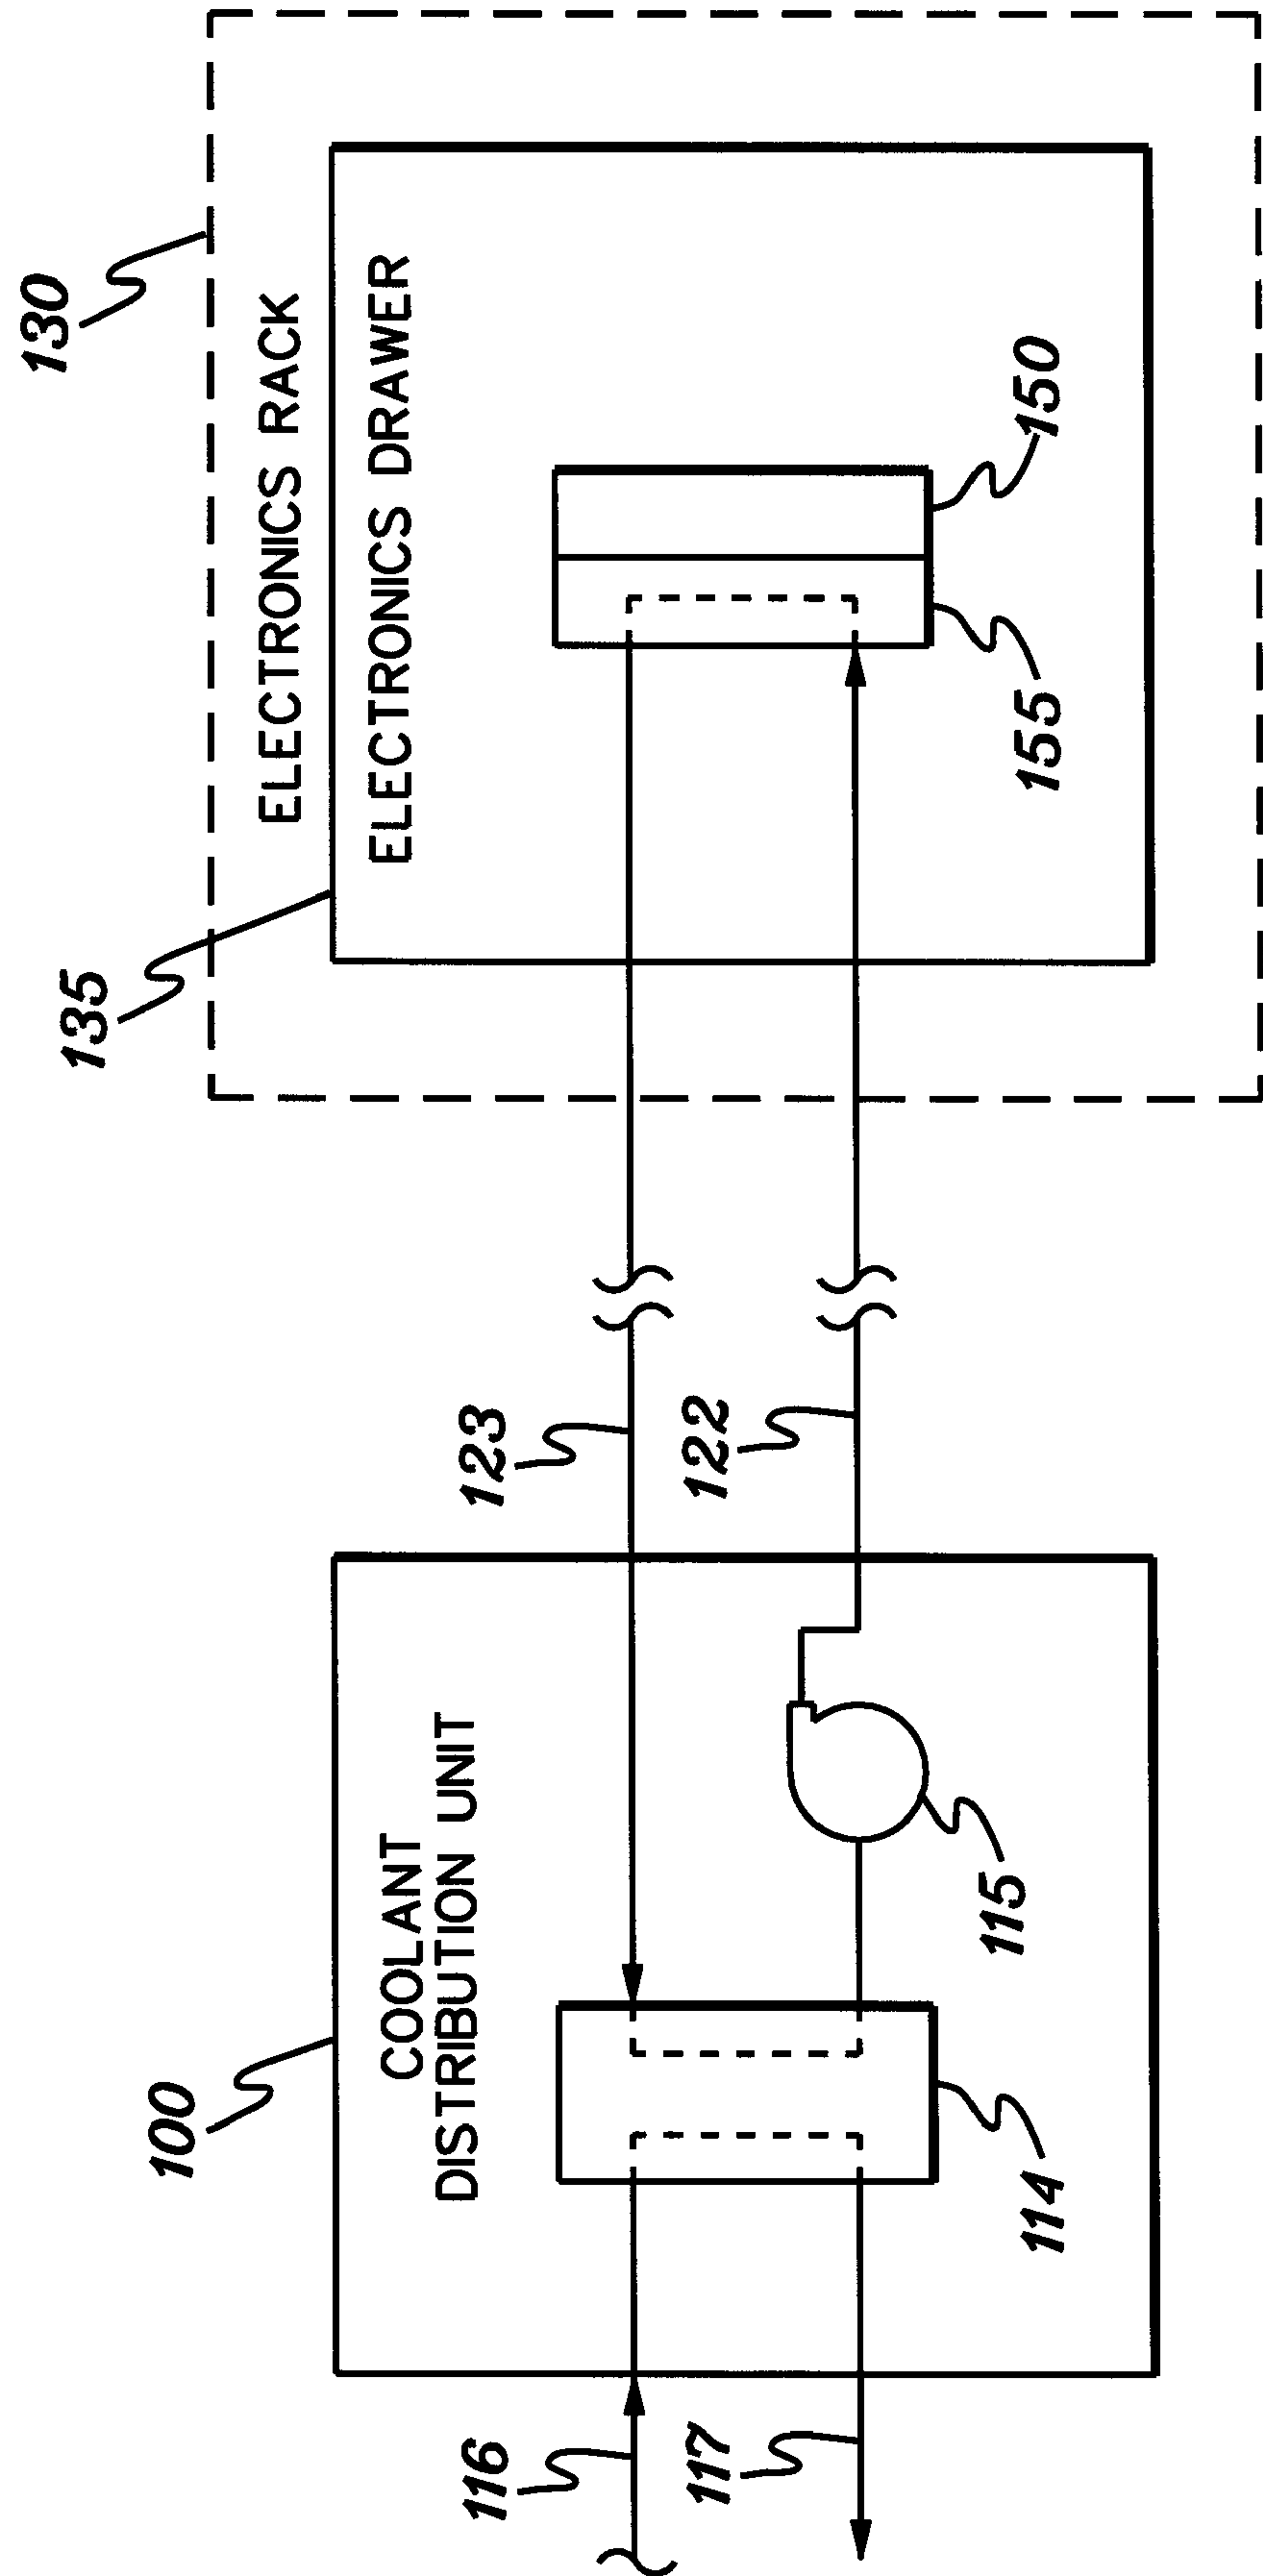 100
COOLANT
DISTRIBUTION UNIT
116
117
114
115
123
122
135
130
ELECTRONICS RACK
ELECTRONICS DRAWER
155
150